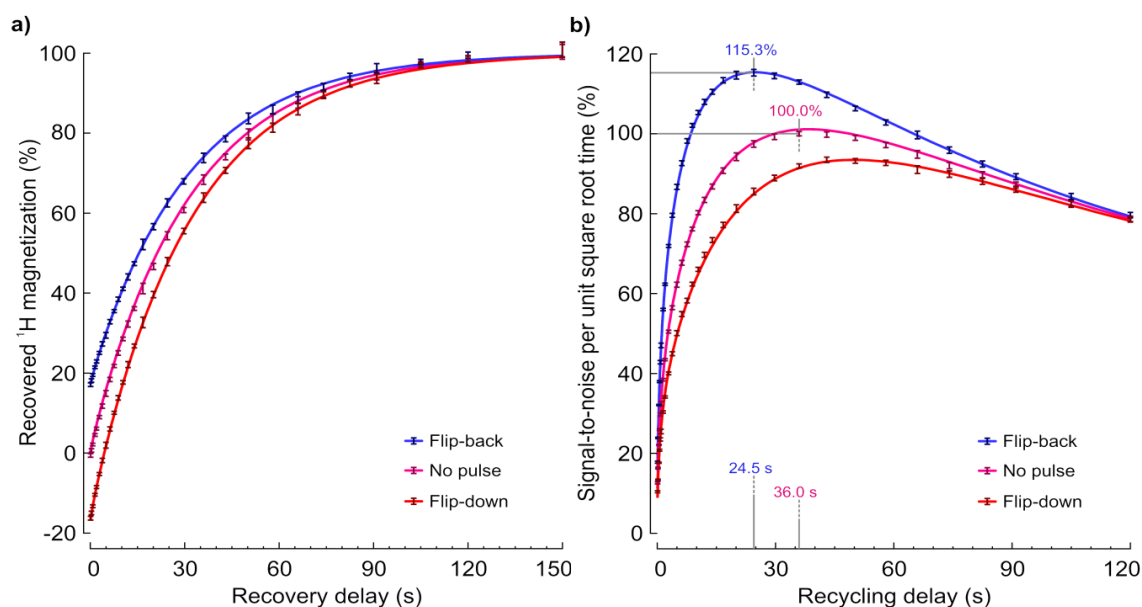 a)
Recovered ¹H magnetization (%)
100
80
60
40
20
0
-20
Flip-back
No pulse
Flip-down
0 30 60 90 120 150
Recovery delay (s)
b)
Signal-to-noise per unit square root time (%)
120
100
80
60
40
20
0
115.3%
100.0%
Flip-back
No pulse
Flip-down
24.5 s
36.0 s
0 30 60 90 120
Recycling delay (s)